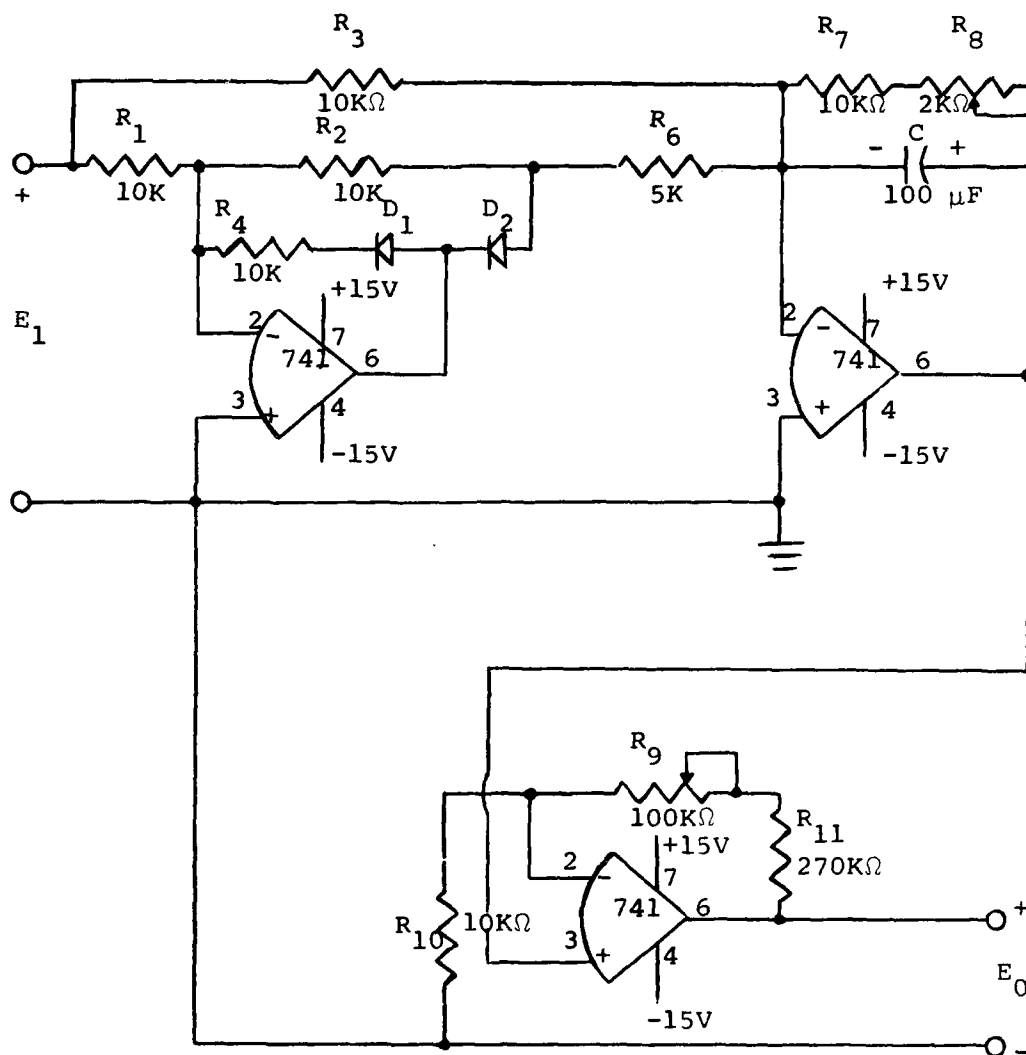 R3
10KΩ
R7
10KΩ
R8
2KΩ
R1
10K
R2
10K
R6
5K
- C +
100 μF
R4
10K
D1
D2
+15V
E1
2
-
7
741
6
3
+
4
-15V
+15V
2
-
7
741
6
3
+
4
-15V
+
R9
100KΩ
R11
270KΩ
+15V
2
-
7
741
6
R10
10KΩ
3
+
4
-15V
+
E0
-